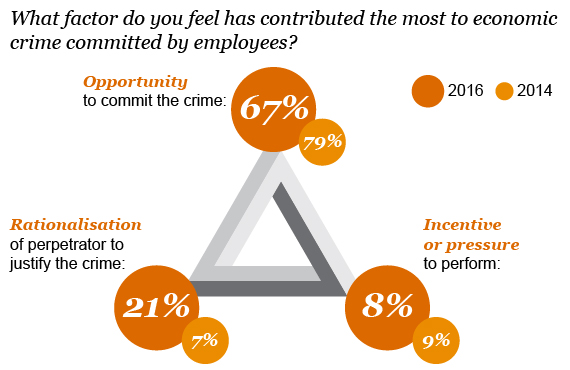 What factor do you feel has contributed the most to economic
crime committed by employees?
Opportunity
to commit the crime:
67%
79%
2016
2014
Rationalisation
of perpetrator to
justify the crime:
21%
7%
Incentive
or pressure
to perform:
8%
9%